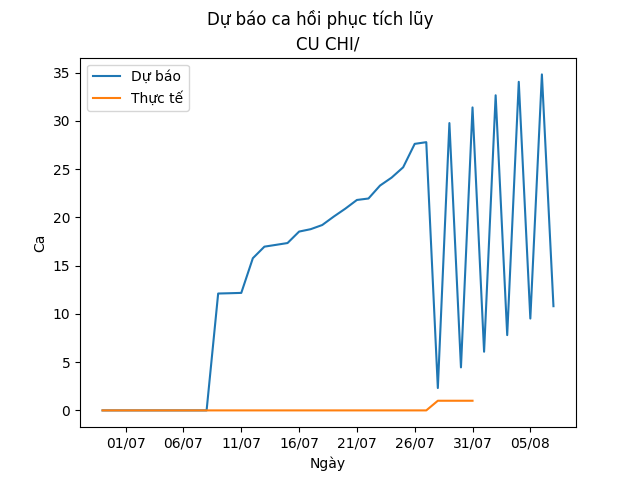 Dự báo ca hồi phục tích lũy
CU CHI/
Dự báo
Thực tế
Ca
35
30
25
20
15
10
5
0
01/07 06/07 11/07 16/07 21/07 26/07 31/07 05/08
Ngày